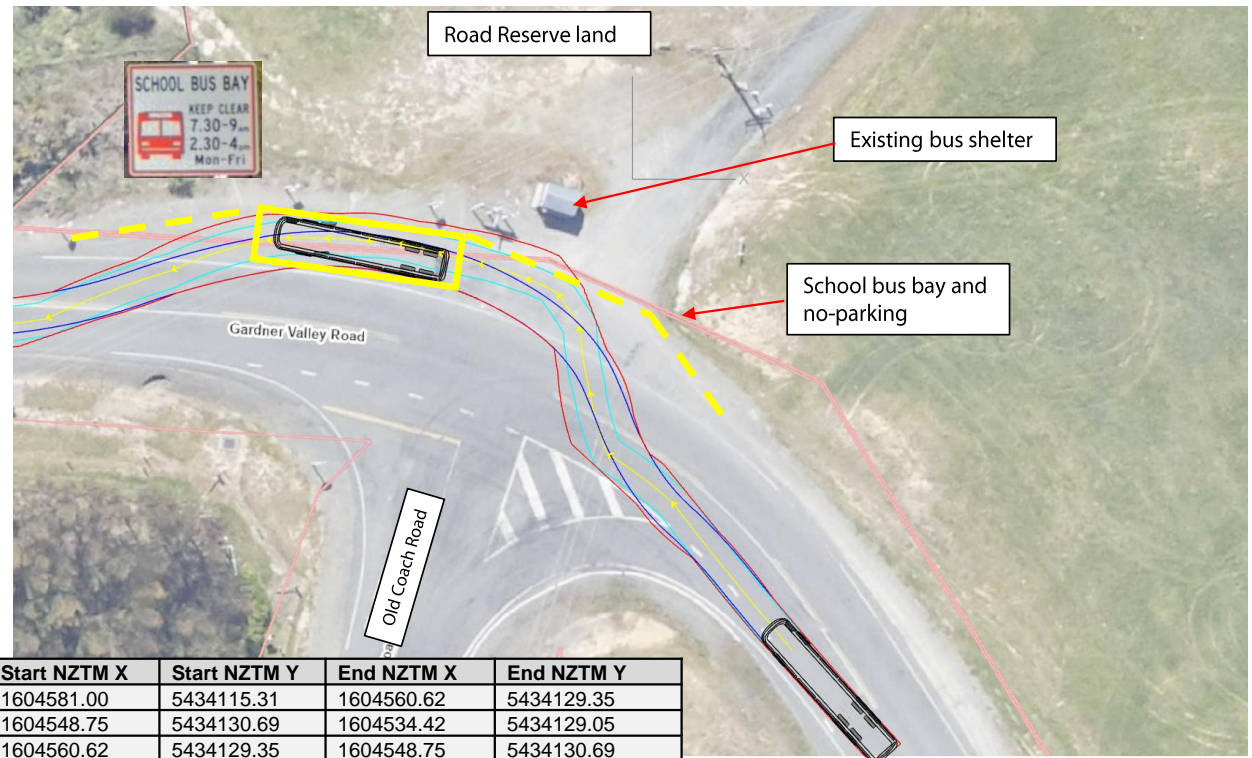 Road Reserve land
SCHOOL BUS BAY
KEEP CLEAR
7.30-9am
2.30-4pm
Mon-Fri
Existing bus shelter
School bus bay and
no-parking
Gardner Valley Road
Old Coach Road
Start NZTM X Start NZTM Y End NZTM X End NZTM Y
1604581.00 5434115.31 1604560.62 5434129.35
1604548.75 5434130.69 1604534.42 5434129.05
1604560.62 5434129.35 1604548.75 5434130.69